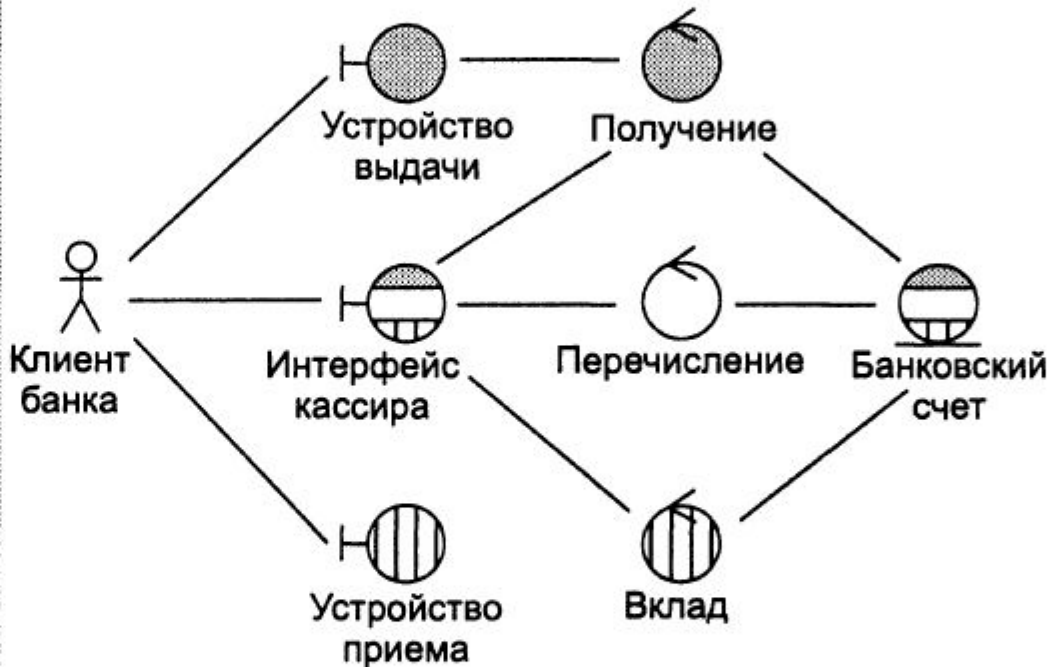 Устройство
выдачи
Получение
Клиент
банка
Интерфейс
кассира
Перечисление
Банковский
счет
Устройство
приема
Вклад